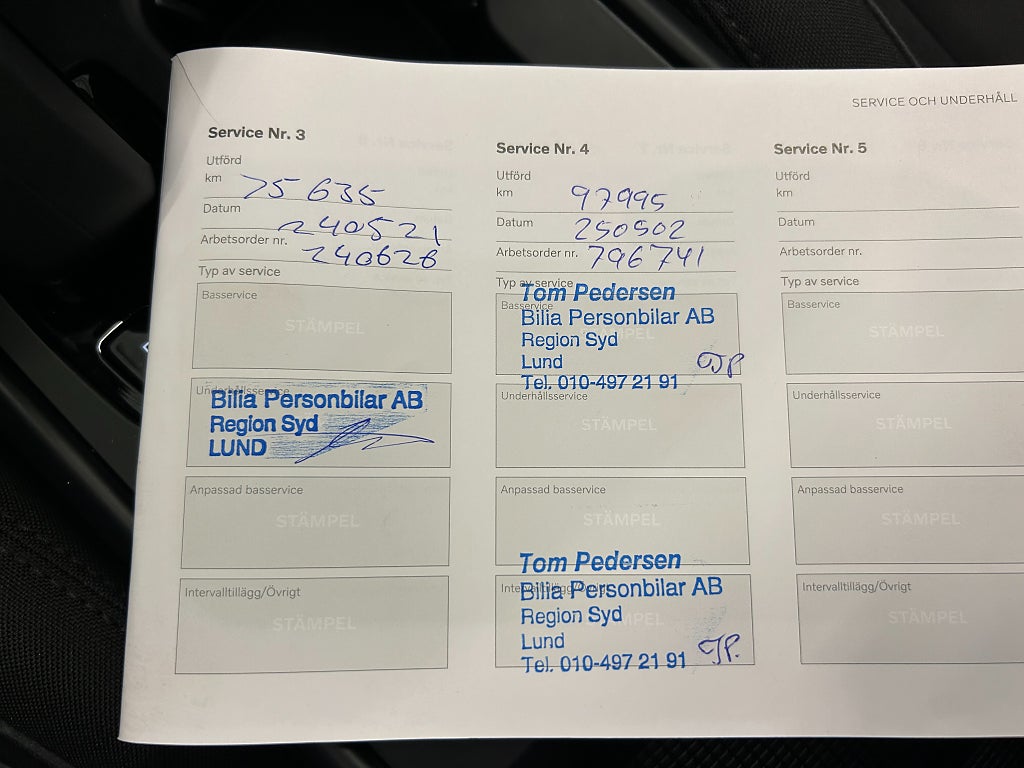 SERVICE OCH UNDERHÅLL
Service Nr. 3
Utförd
km 75 635
Datum 240521
Arbetsorder nr. 240626
Typ av service
Basservice
STÄMPEL
Underhållsservice
Bilia Personbilar AB
Region Syd
LUND
Anpassad basservice
STÄMPEL
Intervalltillägg/Övrigt
STÄMPEL
Service Nr. 4
Utförd
km 97995
Datum 250502
Arbetsorder nr. 796741
Typ av service
Tom Pedersen
Basservice
Bilia Personbilar AB
STÄMPEL
Region Syd
Lund TP
Tel. 010-497 21 91
Underhållsservice
STÄMPEL
Anpassad basservice
STÄMPEL
Tom Pedersen
Intervalltillägg/Övrigt
Bilia Personbilar AB
STÄMPEL
Region Syd
Lund TP.
Tel. 010-497 21 91
Service Nr. 5
Utförd
km
Datum
Arbetsorder nr.
Typ av service
Basservice
STÄMPEL
Underhållsservice
STÄMPEL
Anpassad basservice
STÄMPEL
Intervalltillägg/Övrigt
STÄMPEL